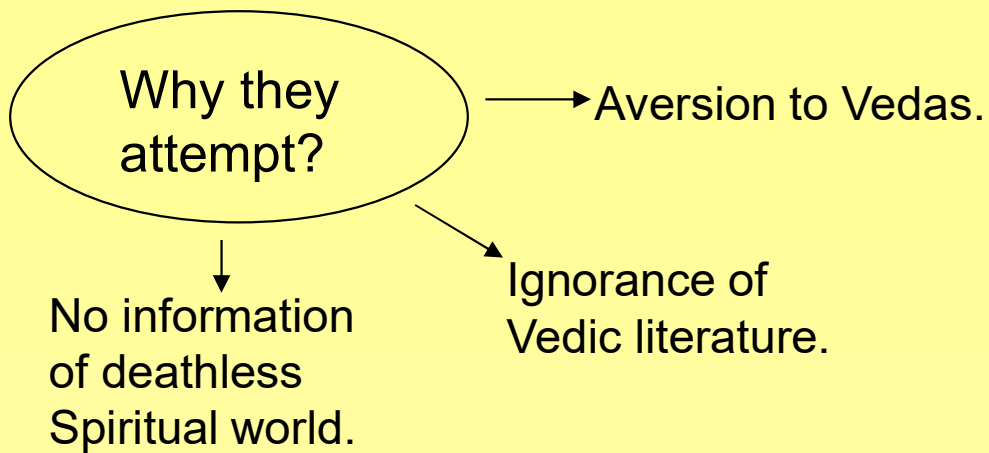 Why they
attempt?
Aversion to Vedas.
Ignorance of
Vedic literature.
No information
of deathless
Spiritual world.